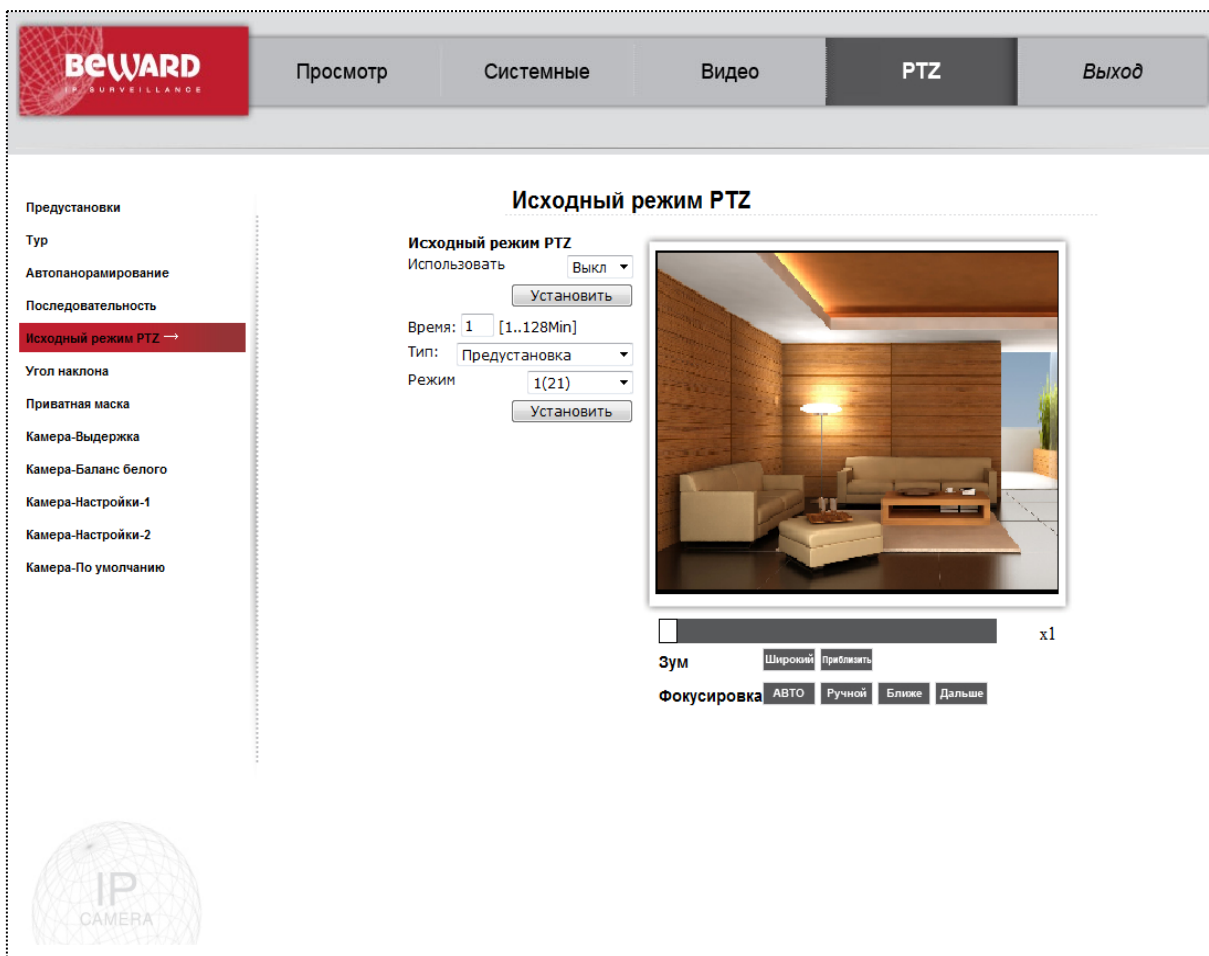 BEWARD
IP SURVEILLANCE
Просмотр
Системные
Видео
PTZ
Выход
Исходный режим PTZ
Предустановки
Тур
Автопанорамирование
Последовательность
Исходный режим PTZ →
Угол наклона
Приватная маска
Камера-Выдержка
Камера-Баланс белого
Камера-Настройки-1
Камера-Настройки-2
Камера-По умолчанию
Исходный режим PTZ
Использовать Выкл
Установить
Время: 1 [1..128Min]
Тип: Предустановка
Режим 1(21)
Установить
x1
Зум Широкий Приблизить
Фокусировка АВТО Ручной Ближе Дальше
IP
CAMERA